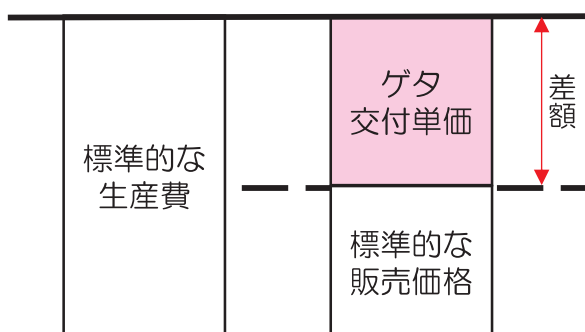 標準的な
生産費
ゲタ
交付単価
標準的な
販売価格
差額